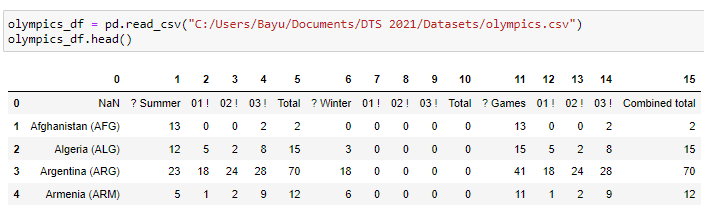 olympics_df = pd.read_csv("C:/Users/Bayu/Documents/DTS 2021/Datasets/olympics.csv")
olympics_df.head()
0 1 2 3 4 5 6 7 8 9 10 11 12 13 14 15
0 NaN ? Summer 01 ! 02 ! 03 ! Total ? Winter 01 ! 02 ! 03 ! Total ? Games 01 ! 02 ! 03 ! Combined total
1 Afghanistan (AFG) 13 0 0 2 2 0 0 0 0 0 13 0 0 2 2
2 Algeria (ALG) 12 5 2 8 15 3 0 0 0 0 15 5 2 8 15
3 Argentina (ARG) 23 18 24 28 70 18 0 0 0 0 41 18 24 28 70
4 Armenia (ARM) 5 1 2 9 12 6 0 0 0 0 11 1 2 9 12